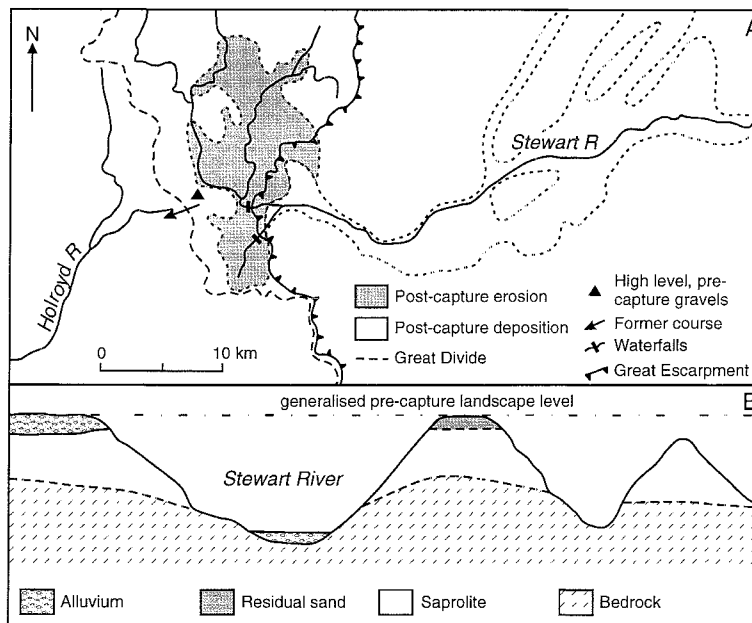 A
N
Stewart R
Holroyd R
Post-capture erosion
Post-capture deposition
Great Divide
0 10 km
High level, pre-
capture gravels
Former course
Waterfalls
Great Escarpment
generalised pre-capture landscape level
Stewart River
Alluvium
Residual sand
Saprolite
Bedrock